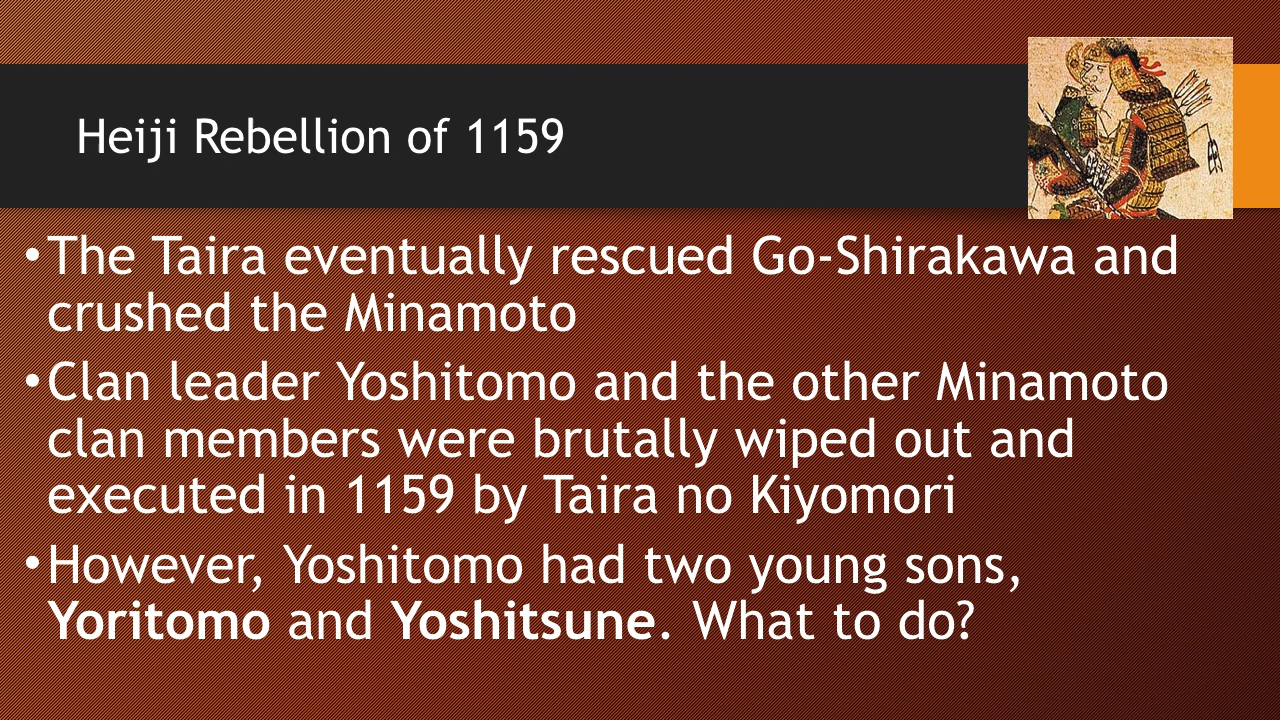 Heiji Rebellion of 1159
•The Taira eventually rescued Go-Shirakawa and
crushed the Minamoto
•Clan leader Yoshitomo and the other Minamoto
clan members were brutally wiped out and
executed in 1159 by Taira no Kiyomori
•However, Yoshitomo had two young sons,
Yoritomo and Yoshitsune. What to do?